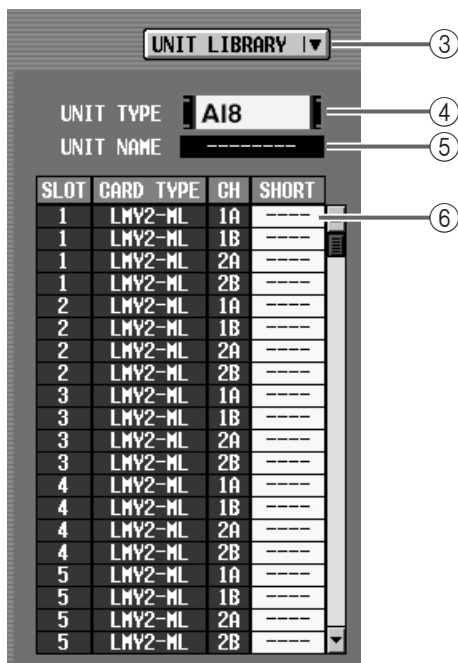 UNIT LIBRARY ▼ ③
UNIT TYPE AI8 ④
UNIT NAME -------- ⑤
SLOT CARD TYPE CH SHORT
1 LMY2-ML 1A ---- ⑥
1 LMY2-ML 1B ----
1 LMY2-ML 2A ----
1 LMY2-ML 2B ----
2 LMY2-ML 1A ----
2 LMY2-ML 1B ----
2 LMY2-ML 2A ----
2 LMY2-ML 2B ----
3 LMY2-ML 1A ----
3 LMY2-ML 1B ----
3 LMY2-ML 2A ----
3 LMY2-ML 2B ----
4 LMY2-ML 1A ----
4 LMY2-ML 1B ----
4 LMY2-ML 2A ----
4 LMY2-ML 2B ----
5 LMY2-ML 1A ----
5 LMY2-ML 1B ----
5 LMY2-ML 2A ----
5 LMY2-ML 2B ----